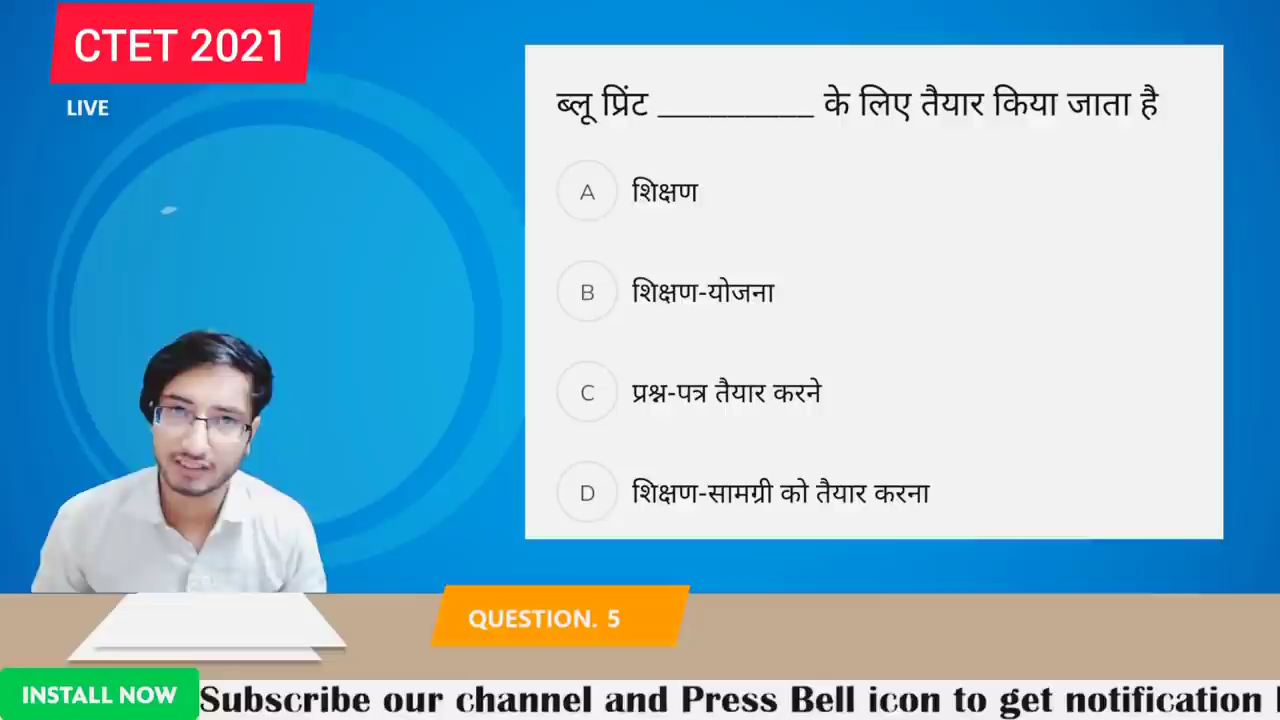 CTET 2021
LIVE
ब्लू प्रिंट __________ के लिए तैयार किया जाता है
A शिक्षण
B शिक्षण-योजना
C प्रश्न-पत्र तैयार करने
D शिक्षण-सामग्री को तैयार करना
QUESTION. 5
INSTALL NOW
Subscribe our channel and Press Bell icon to get notification